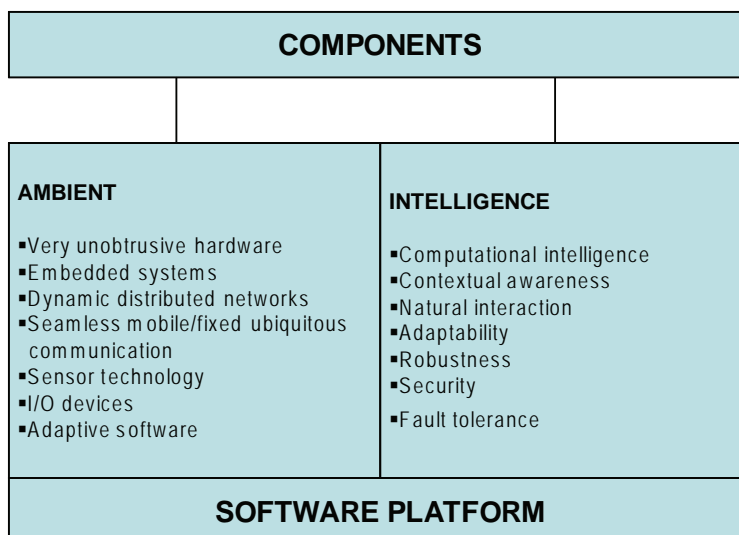 COMPONENTS
AMBIENT
▪Very unobtrusive hardware
▪Embedded systems
▪Dynamic distributed networks
▪Seamless mobile/fixed ubiquitous
communication
▪Sensor technology
▪I/O devices
▪Adaptive software
INTELLIGENCE
▪Computational intelligence
▪Contextual awareness
▪Natural interaction
▪Adaptability
▪Robustness
▪Security
▪Fault tolerance
SOFTWARE PLATFORM